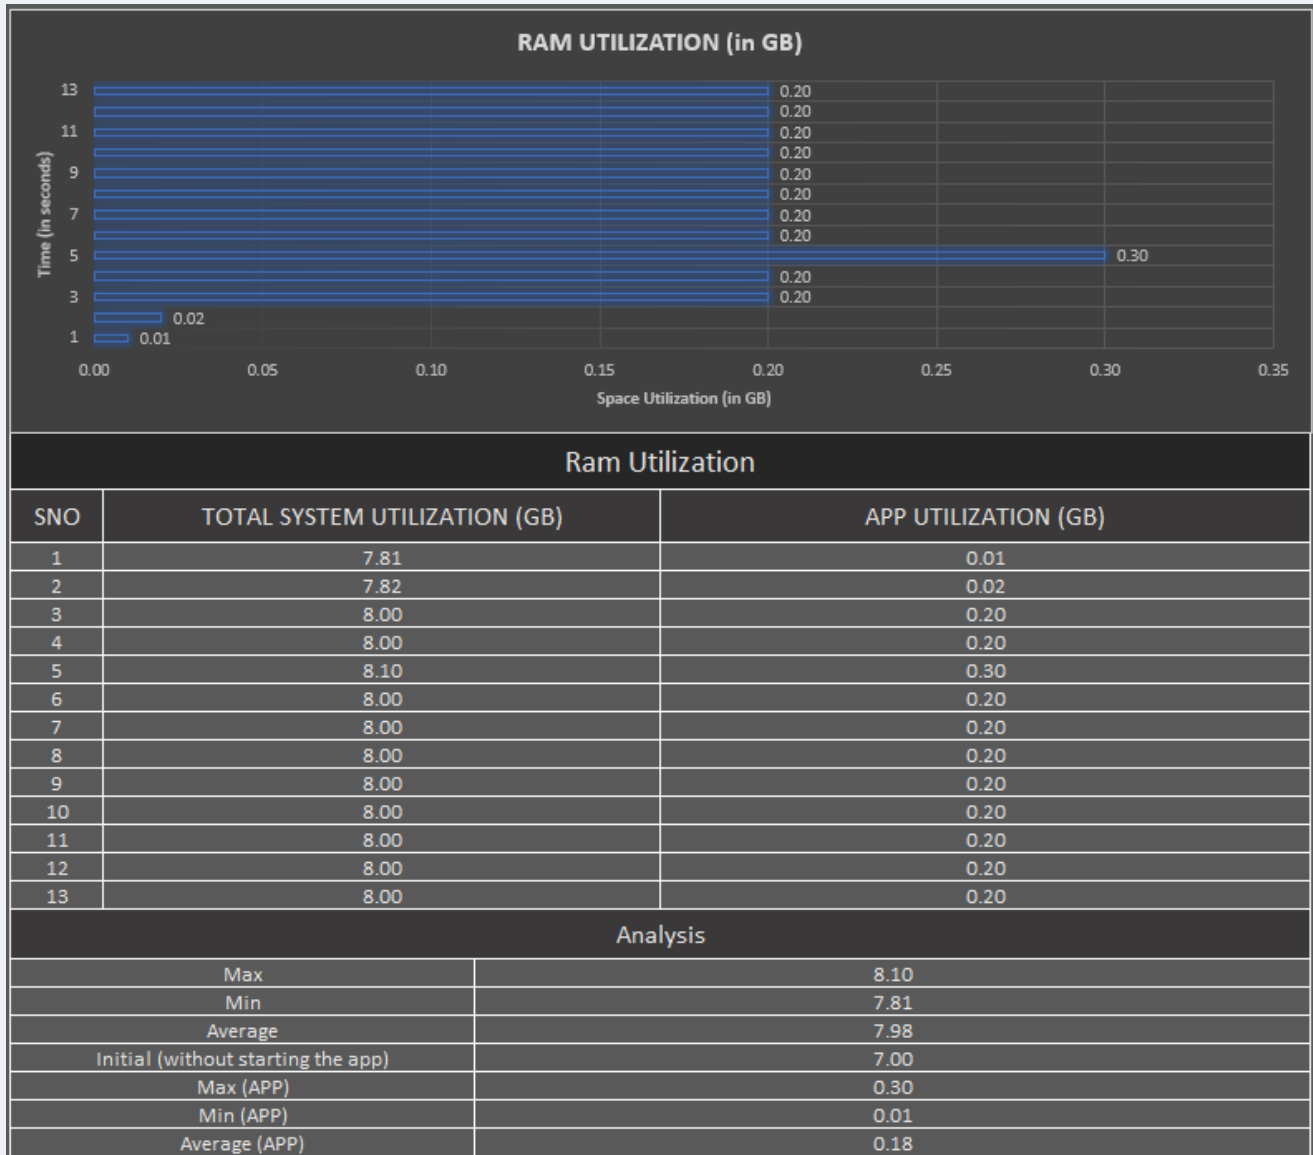 RAM UTILIZATION (in GB)
13 0.20
0.20
11 0.20
0.20
9 0.20
0.20
7 0.20
0.20
5 0.30
0.20
3 0.20
0.02
1 0.01
Time (in seconds)
0.00 0.05 0.10 0.15 0.20 0.25 0.30 0.35
Space Utilization (in GB)
Ram Utilization
SNO TOTAL SYSTEM UTILIZATION (GB) APP UTILIZATION (GB)
1 7.81 0.01
2 7.82 0.02
3 8.00 0.20
4 8.00 0.20
5 8.10 0.30
6 8.00 0.20
7 8.00 0.20
8 8.00 0.20
9 8.00 0.20
10 8.00 0.20
11 8.00 0.20
12 8.00 0.20
13 8.00 0.20
Analysis
Max 8.10
Min 7.81
Average 7.98
Initial (without starting the app) 7.00
Max (APP) 0.30
Min (APP) 0.01
Average (APP) 0.18